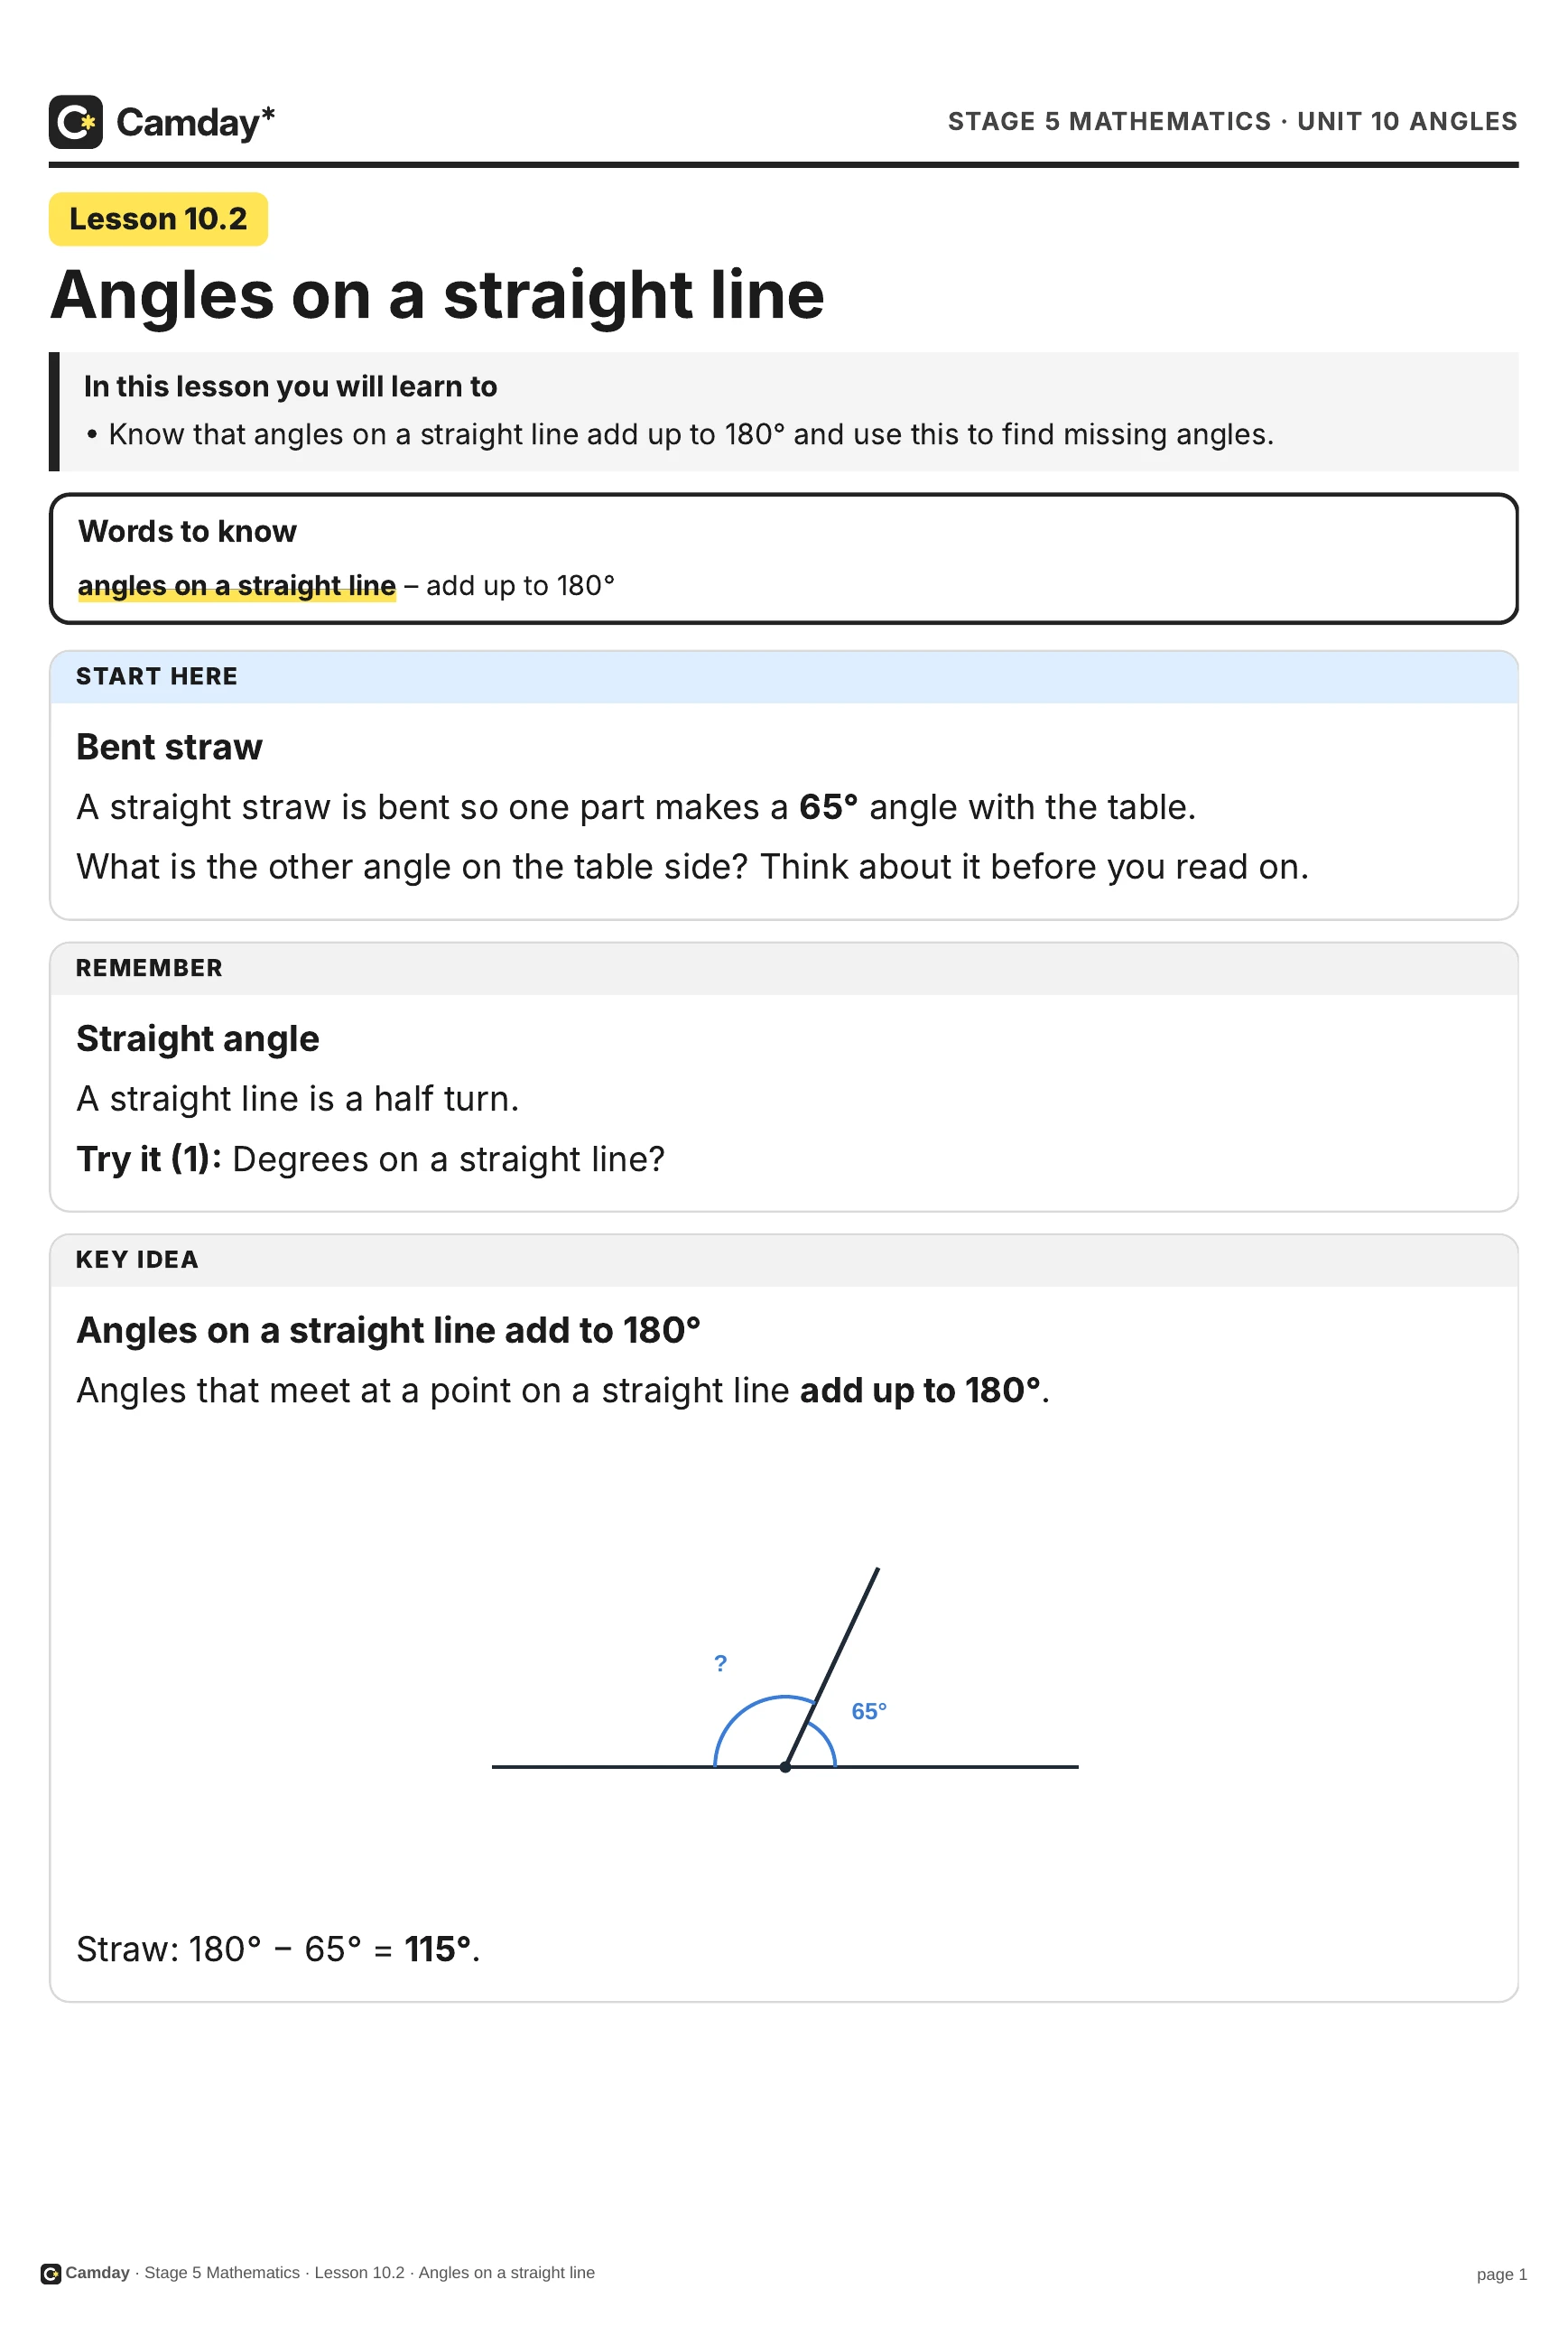 Camday*
STAGE 5 MATHEMATICS · UNIT 10 ANGLES
Lesson 10.2
Angles on a straight line
In this lesson you will learn to
• Know that angles on a straight line add up to 180° and use this to find missing angles.
Words to know
angles on a straight line – add up to 180°
START HERE
Bent straw
A straight straw is bent so one part makes a 65° angle with the table.
What is the other angle on the table side? Think about it before you read on.
REMEMBER
Straight angle
A straight line is a half turn.
Try it (1): Degrees on a straight line?
KEY IDEA
Angles on a straight line add to 180°
Angles that meet at a point on a straight line add up to 180°.
?
65°
Straw: 180° − 65° = 115°.
Camday · Stage 5 Mathematics · Lesson 10.2 · Angles on a straight line
page 1